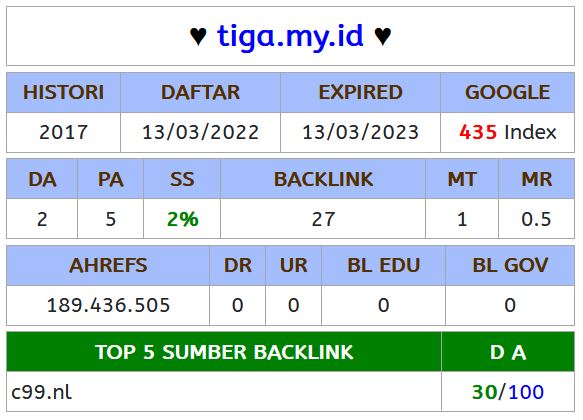 ♥ tiga.my.id ♥
HISTORI DAFTAR EXPIRED GOOGLE
2017 13/03/2022 13/03/2023 435 Index
DA PA SS BACKLINK MT MR
2 5 2% 27 1 0.5
AHREFS DR UR BL EDU BL GOV
189.436.505 0 0 0 0
TOP 5 SUMBER BACKLINK D A
c99.nl 30/100